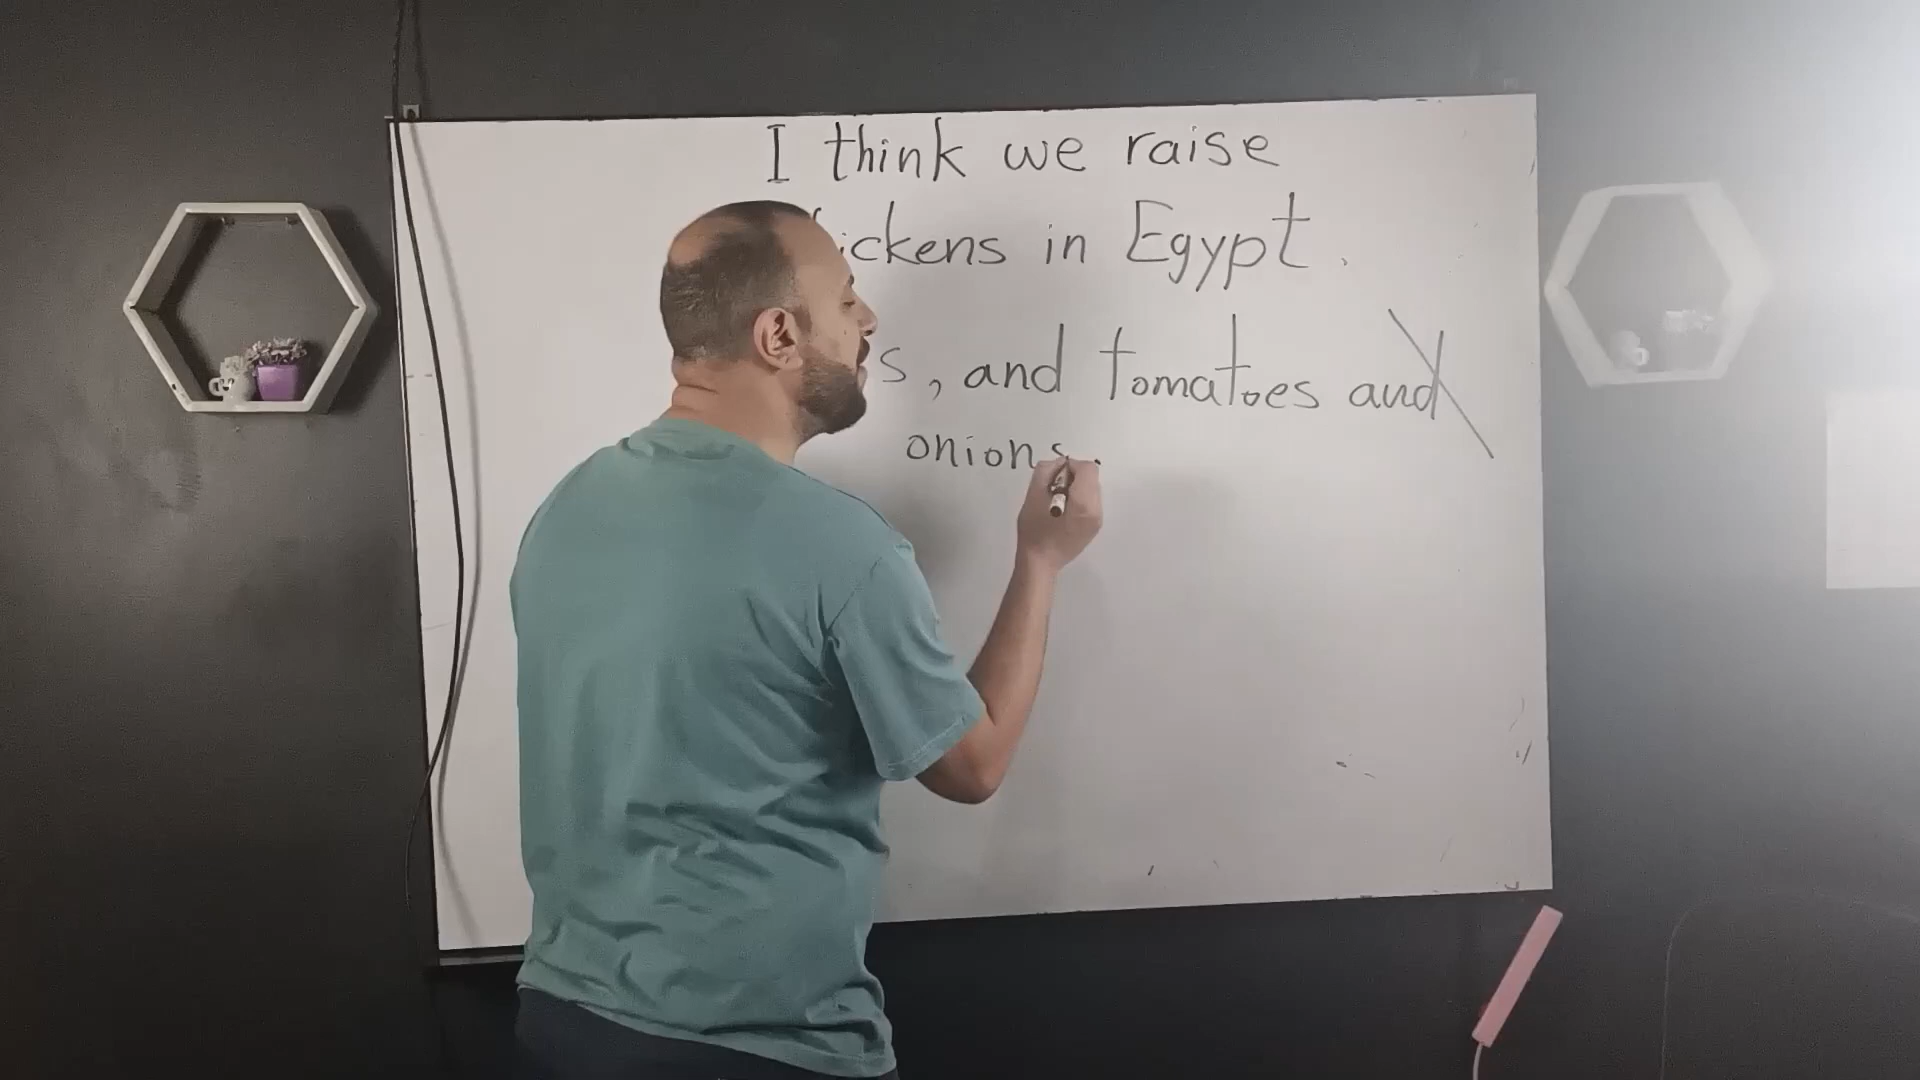 I think we raise
ickens in Egypt.
s, and tomatoes and
onions.